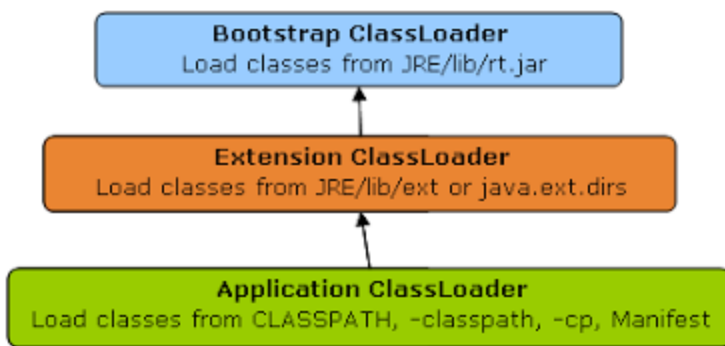 Bootstrap ClassLoader
Load classes from JRE/lib/rt.jar
Extension ClassLoader
Load classes from JRE/lib/ext or java.ext.dirs
Application ClassLoader
Load classes from CLASSPATH, -classpath, -cp, Manifest